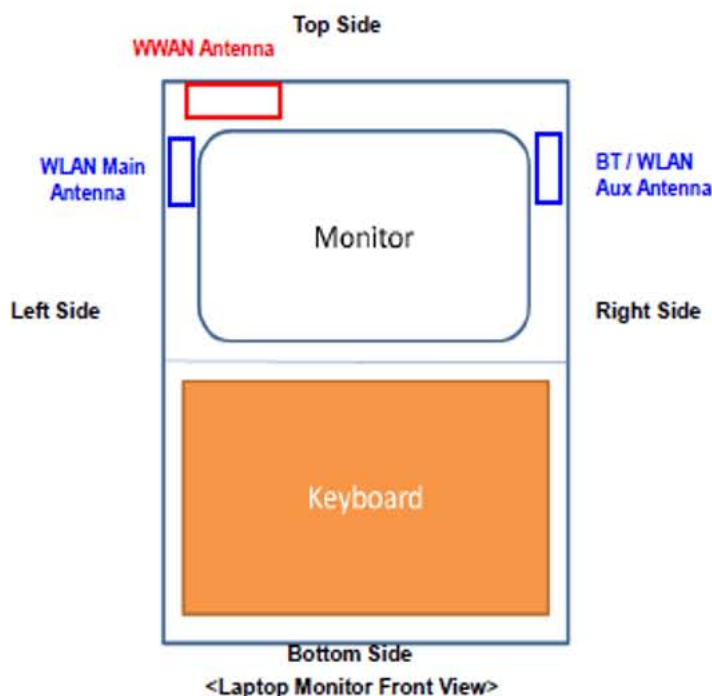 Top Side
WWAN Antenna
WLAN Main
Antenna
BT / WLAN
Aux Antenna
Monitor
Left Side
Right Side
Keyboard
Bottom Side
<Laptop Monitor Front View>